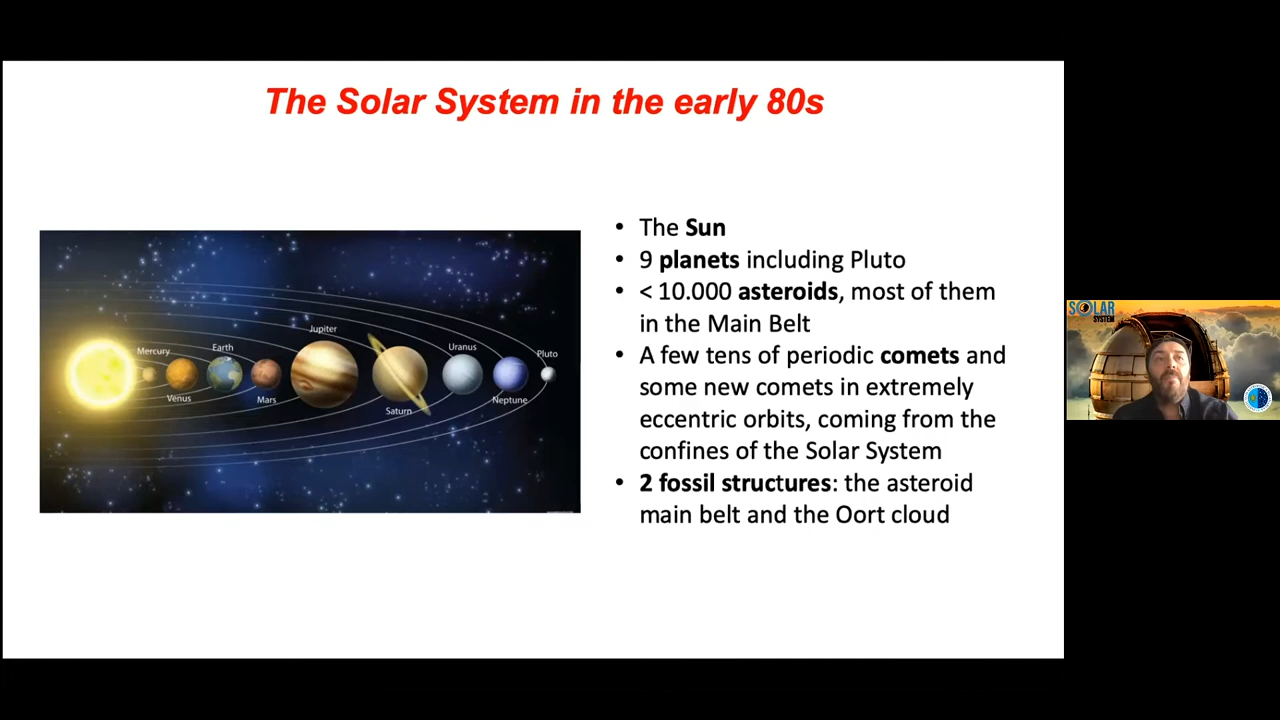 The Solar System in the early 80s
• The Sun
• 9 planets including Pluto
• < 10.000 asteroids, most of them
in the Main Belt
• A few tens of periodic comets and
some new comets in extremely
eccentric orbits, coming from the
confines of the Solar System
• 2 fossil structures: the asteroid
main belt and the Oort cloud
Mercury
Venus
Earth
Mars
Jupiter
Saturn
Uranus
Neptune
Pluto
SOLAR
SYSTEM